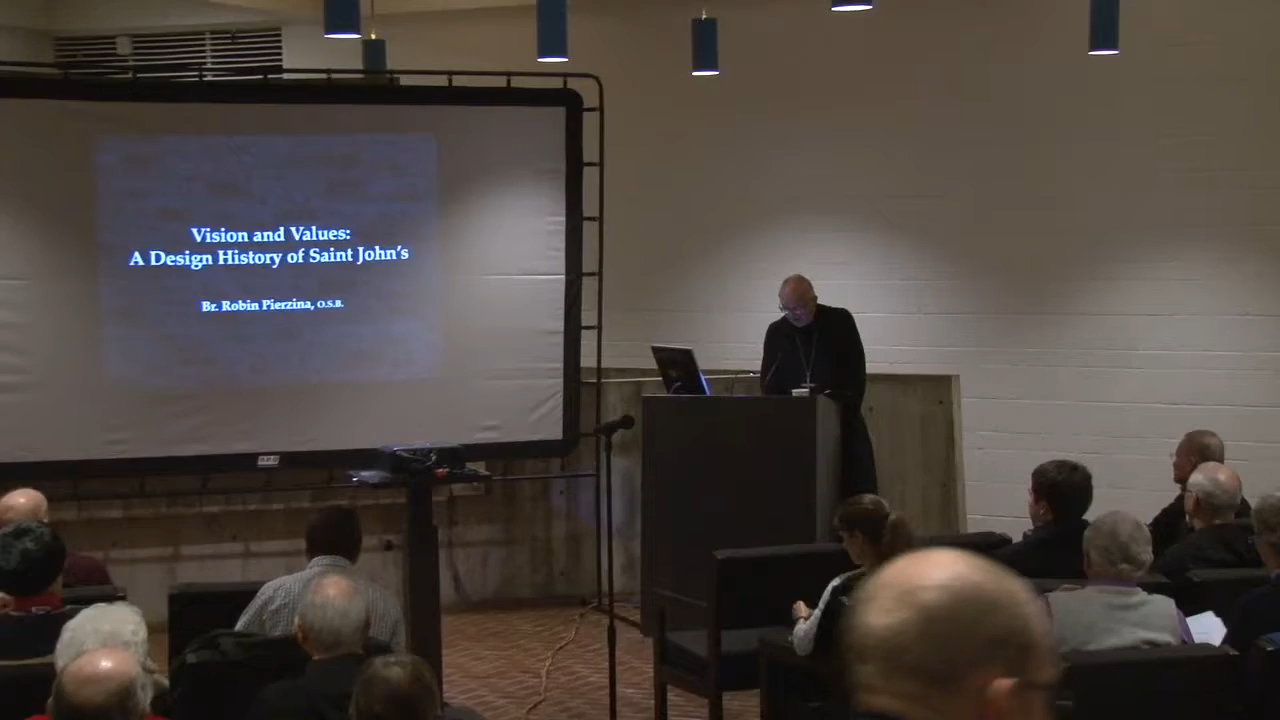 Vision and Values:
A Design History of Saint John's
Br. Robin Pierzina, O.S.B.